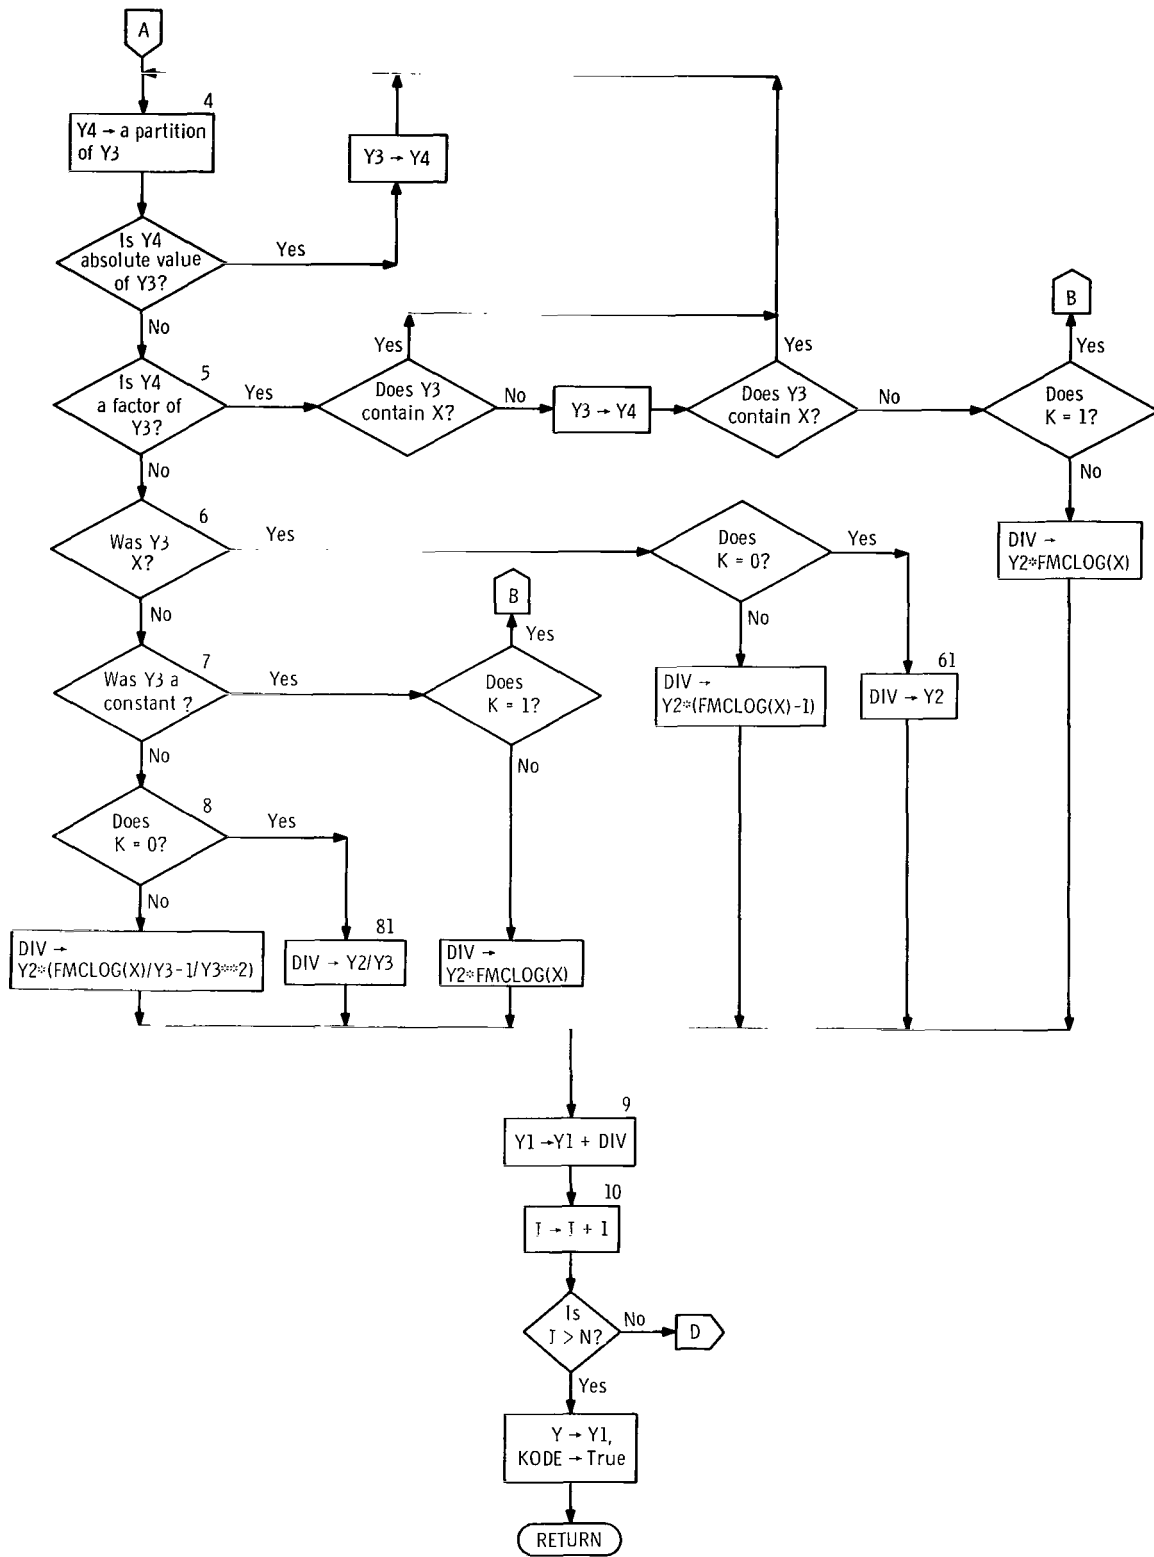 A
4
Y4 → a partition
of Y3
Y3 → Y4
Is Y4
absolute value
of Y3?
Yes
No
B
Yes
5
Is Y4
a factor of
Y3?
Yes
Yes
Does Y3
contain X?
No
Y3 → Y4
Yes
Does Y3
contain X?
No
Does
K = 1?
No
No
6
Was Y3
X?
Yes
Does
K = 0?
Yes
DIV →
Y2*FMCLOG(X)
No
No
B
Yes
7
Was Y3 a
constant ?
Yes
Does
K = 1?
DIV →
Y2*(FMCLOG(X)-1)
61
DIV → Y2
No
No
8
Does
K = 0?
Yes
No
DIV →
Y2*(FMCLOG(X)/Y3-1/Y3**2)
81
DIV → Y2/Y3
DIV →
Y2*FMCLOG(X)
9
Y1 →Y1 + DIV
10
I → I + 1
Is
I > N?
No
D
Yes
Y → Y1,
KODE → True
RETURN